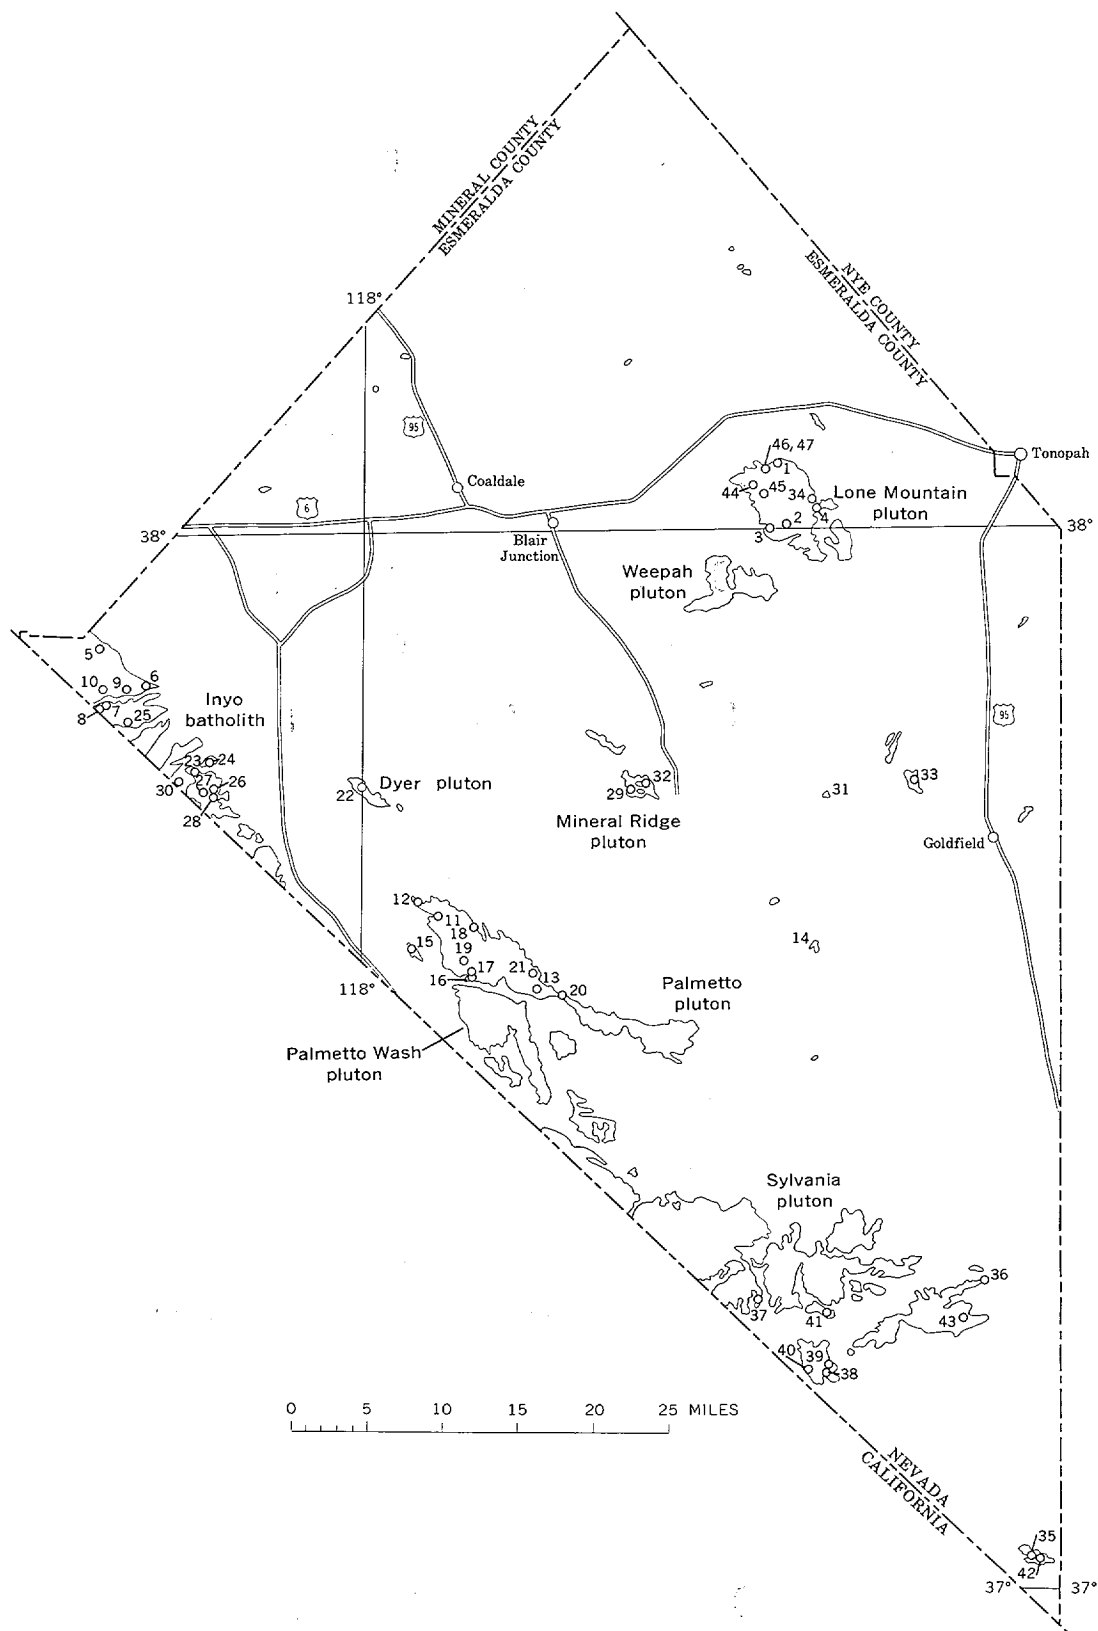 MINERAL COUNTY
ESMERALDA COUNTY
NYE COUNTY
ESMERALDA COUNTY
118°
95
46, 47
1
Tonopah
Coaldale
44
45
34
Lone Mountain
pluton
4
6
2
3
38°
38°
Blair
Junction
Weepah
pluton
5
10
9
6
Inyo
batholith
8
7
25
95
23
24
27
26
30
28
22
Dyer pluton
32
29
31
33
Mineral Ridge
pluton
Goldfield
12
11
18
15
19
14
17
21
13
16
20
118°
Palmetto
pluton
Palmetto Wash
pluton
Sylvania
pluton
36
37
41
43
40
39
38
0 5 10 15 20 25 MILES
NEVADA
CALIFORNIA
35
42
37°
37°